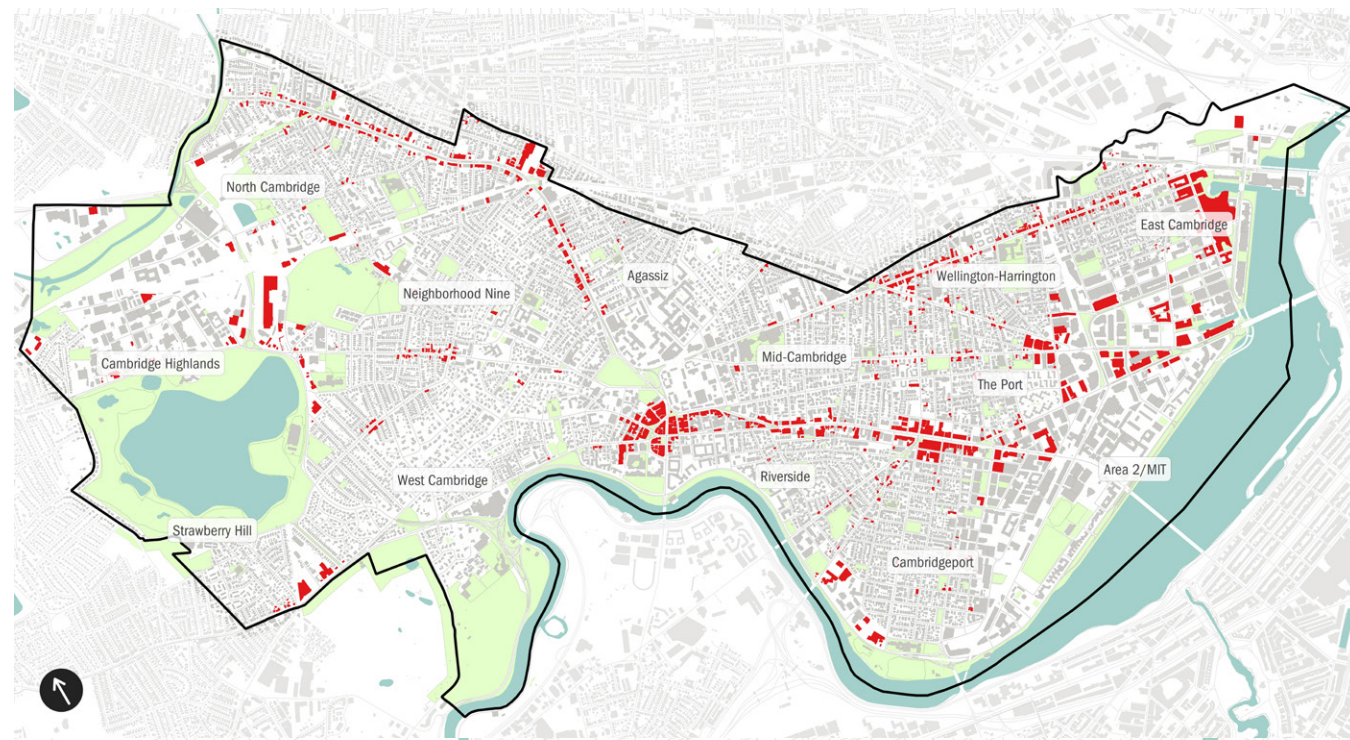 North Cambridge
East Cambridge
Agassiz
Wellington-Harrington
Neighborhood Nine
Mid-Cambridge
Cambridge Highlands
The Port
Area 2/MIT
Riverside
West Cambridge
Strawberry Hill
Cambridgeport